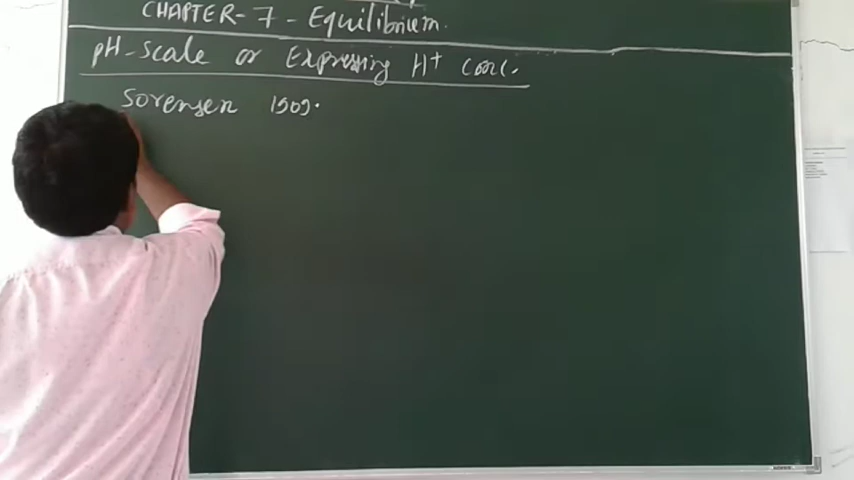 CHAPTER-7-Equilibrium.
pH-scale or Expressing H+ conc.
Sorensen 1909.